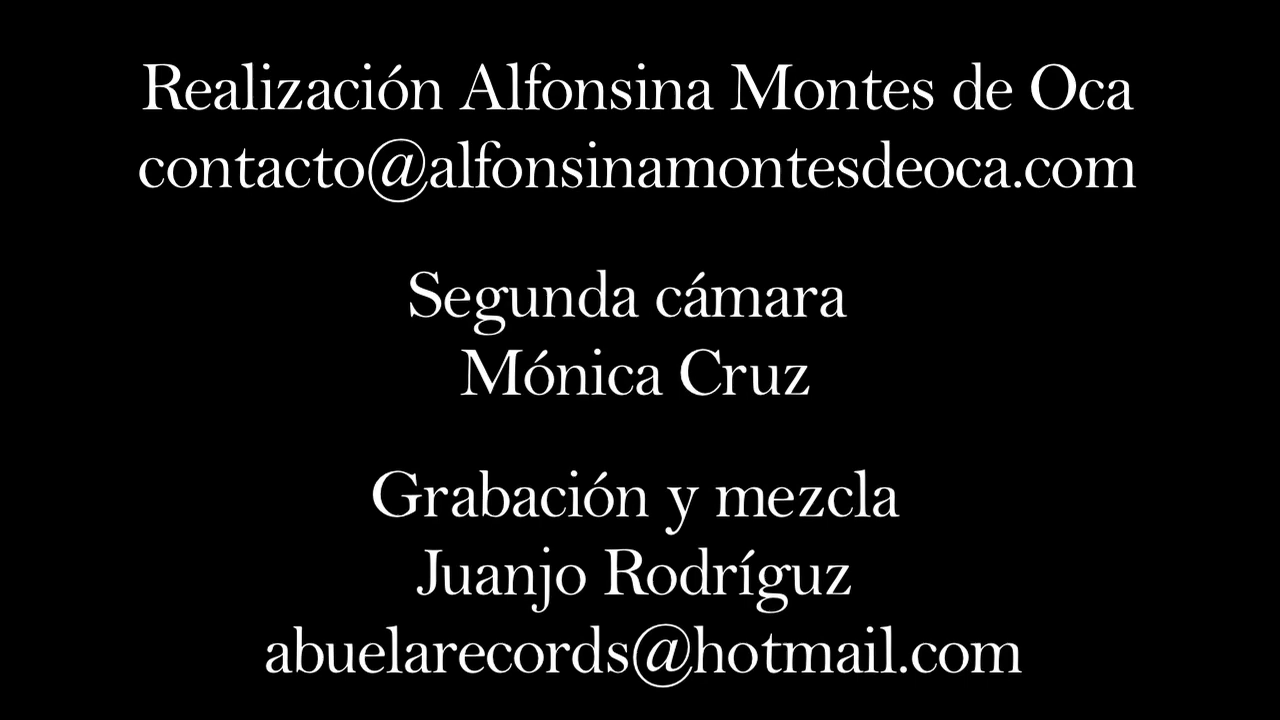 Realización Alfonsina Montes de Oca
contacto@alfonsinamontesdeoca.com
Segunda cámara
Mónica Cruz
Grabación y mezcla
Juanjo Rodríguz
abuelarecords@hotmail.com